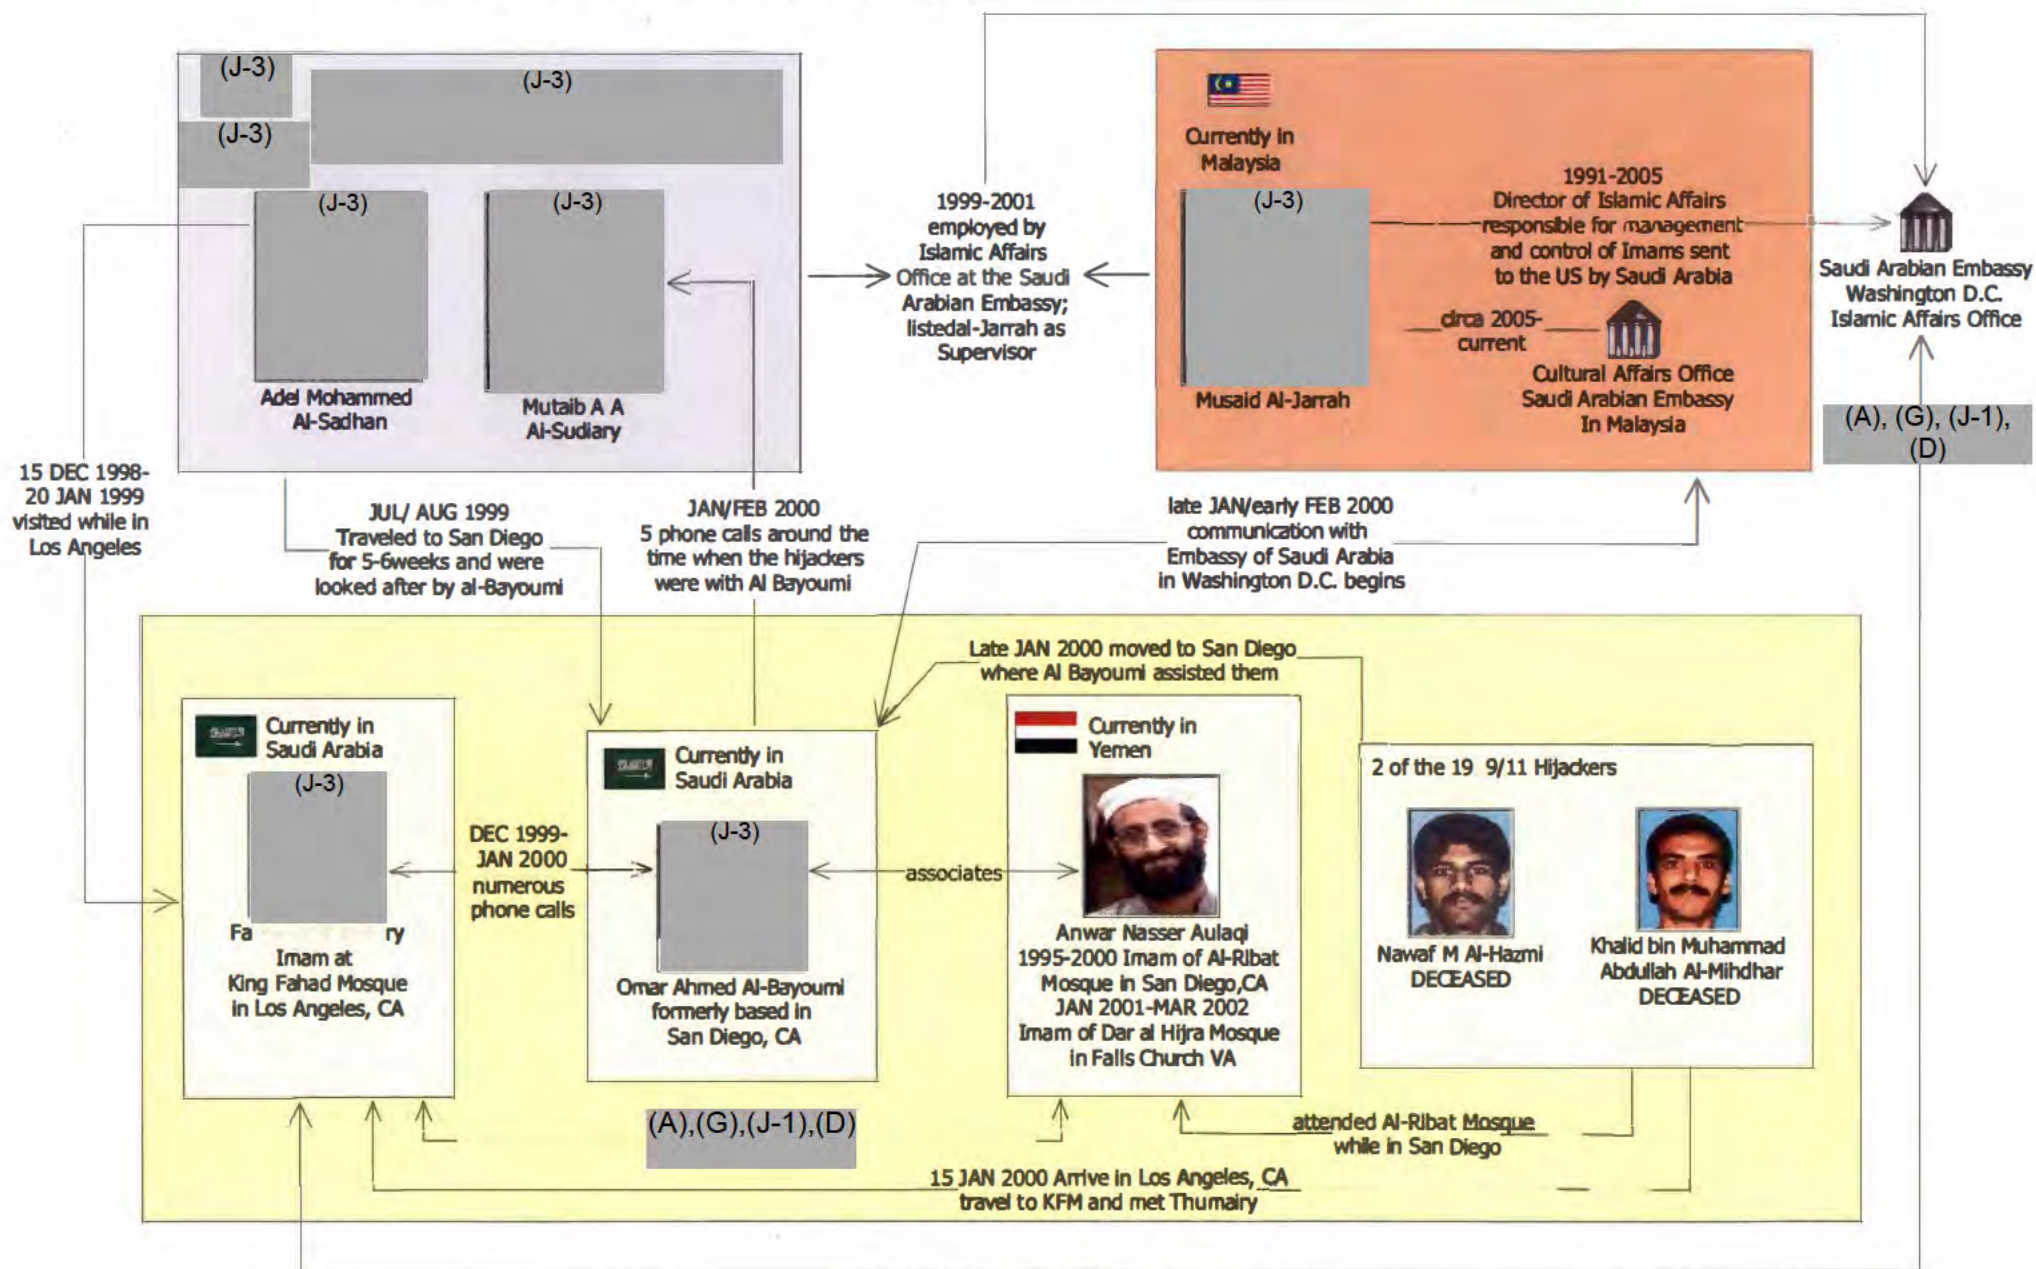 (J-3)
(J-3)
(J-3)
(J-3)
(J-3)
Adel Mohammed
Al-Sadhan
Mutaib A A
Al-Sudiary
1999-2001
employed by
Islamic Affairs
Office at the Saudi
Arabian Embassy;
listedal-Jarrah as
Supervisor
Currently in
Malaysia
(J-3)
Musaid Al-Jarrah
1991-2005
Director of Islamic Affairs
responsible for management
and control of Imams sent
to the US by Saudi Arabia
circa 2005-
current
Cultural Affairs Office
Saudi Arabian Embassy
In Malaysia
Saudi Arabian Embassy
Washington D.C.
Islamic Affairs Office
(A), (G), (J-1),
(D)
15 DEC 1998-
20 JAN 1999
visited while in
Los Angeles
JUL/ AUG 1999
Traveled to San Diego
for 5-6weeks and were
looked after by al-Bayoumi
JAN/FEB 2000
5 phone calls around the
time when the hijackers
were with Al Bayoumi
late JAN/early FEB 2000
communication with
Embassy of Saudi Arabia
in Washington D.C. begins
Late JAN 2000 moved to San Diego
where Al Bayoumi assisted them
Currently in
Saudi Arabia
(J-3)
Fa ry
Imam at
King Fahad Mosque
in Los Angeles, CA
DEC 1999-
JAN 2000
numerous
phone calls
Currently in
Saudi Arabia
(J-3)
Omar Ahmed Al-Bayoumi
formerly based in
San Diego, CA
associates
Currently in
Yemen
Anwar Nasser Aulaqi
1995-2000 Imam of Al-Ribat
Mosque in San Diego,CA
JAN 2001-MAR 2002
Imam of Dar al Hijra Mosque
in Falls Church VA
2 of the 19 9/11 Hijackers
Nawaf M Al-Hazmi
DECEASED
Khalid bin Muhammad
Abdullah Al-Mihdhar
DECEASED
(A),(G),(J-1),(D)
attended Al-Ribat Mosque
while in San Diego
15 JAN 2000 Arrive in Los Angeles, CA
travel to KFM and met Thumairy